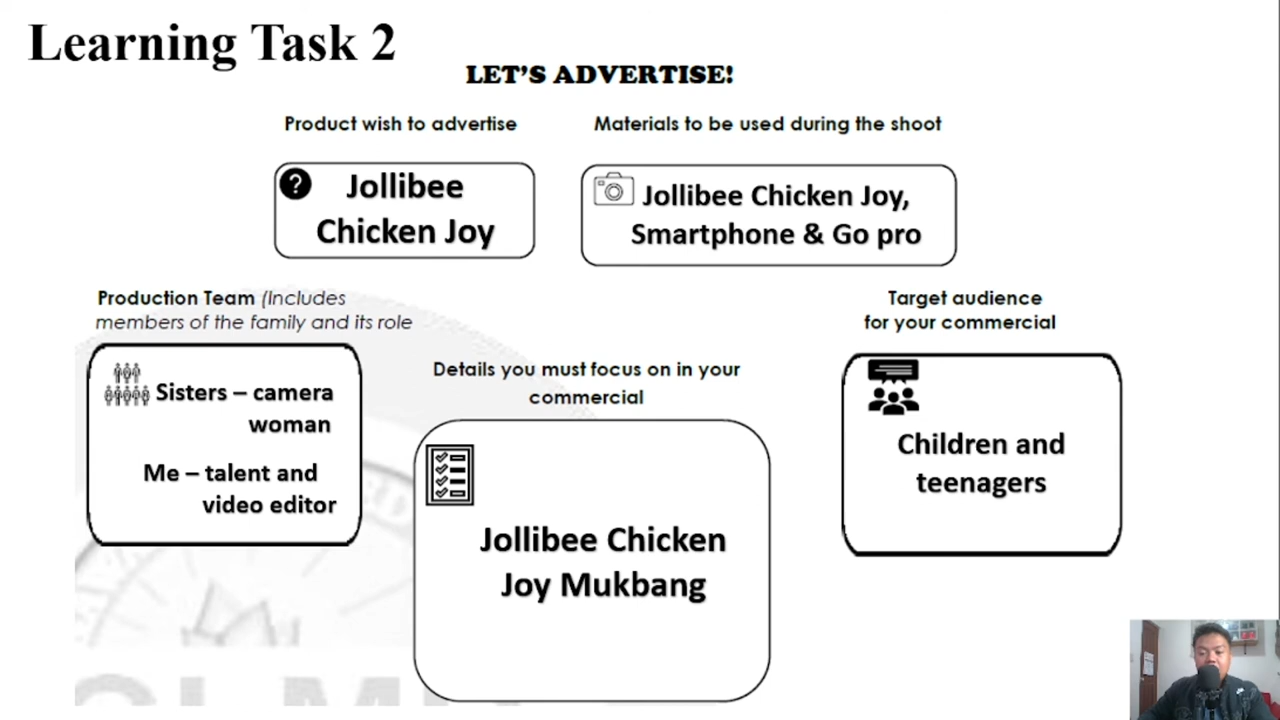 Learning Task 2
LET'S ADVERTISE!
Product wish to advertise
Materials to be used during the shoot
?
Jollibee
Chicken Joy
Jollibee Chicken Joy,
Smartphone & Go pro
Production Team (Includes
members of the family and its role
Target audience
for your commercial
Sisters – camera
woman
Me – talent and
video editor
Details you must focus on in your
commercial
Jollibee Chicken
Joy Mukbang
Children and
teenagers